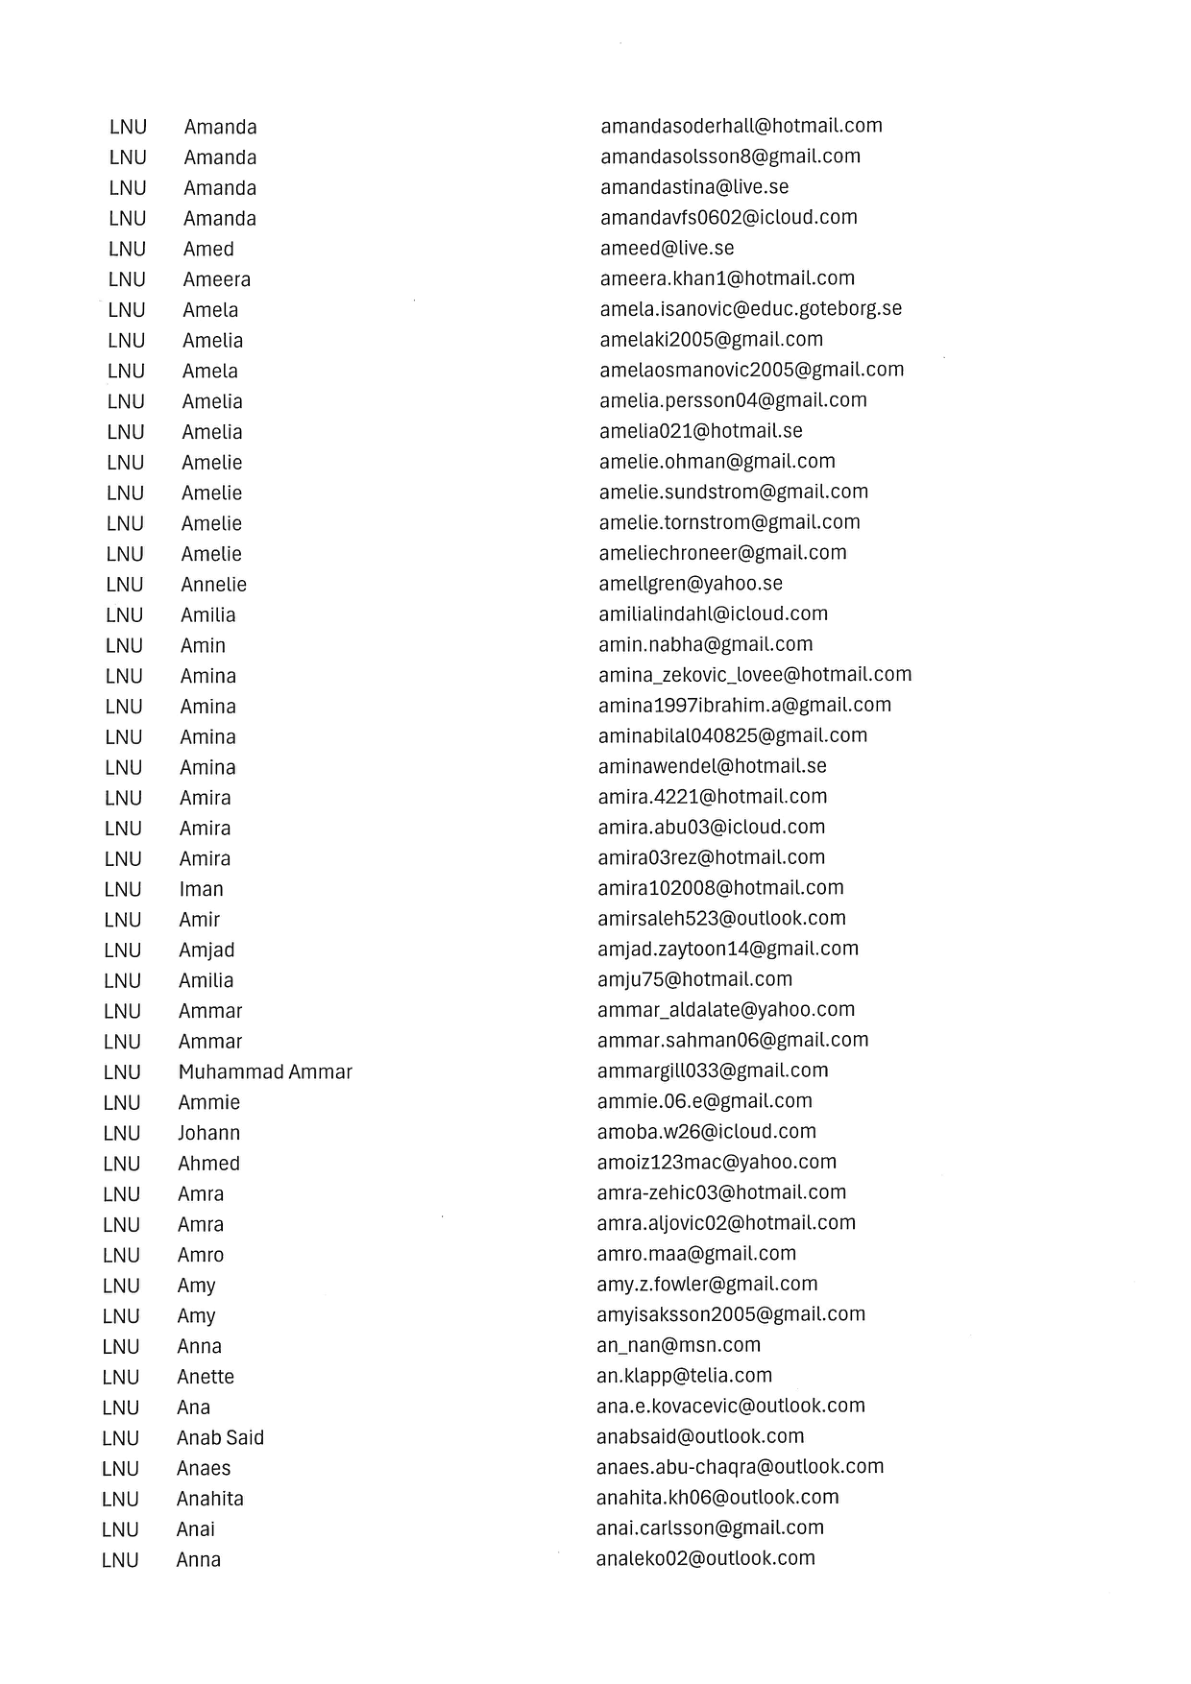 LNU Amanda amandasoderhall@hotmail.com
LNU Amanda amandasolsson8@gmail.com
LNU Amanda amandastina@live.se
LNU Amanda amandavfs0602@icloud.com
LNU Amed ameed@live.se
LNU Ameera ameera.khan1@hotmail.com
LNU Amela amela.isanovic@educ.goteborg.se
LNU Amelia amelaki2005@gmail.com
LNU Amela amelaosmanovic2005@gmail.com
LNU Amelia amelia.persson04@gmail.com
LNU Amelia amelia021@hotmail.se
LNU Amelie amelie.ohman@gmail.com
LNU Amelie amelie.sundstrom@gmail.com
LNU Amelie amelie.tornstrom@gmail.com
LNU Amelie ameliechroneer@gmail.com
LNU Annelie amellgren@yahoo.se
LNU Amilia amilialindahl@icloud.com
LNU Amin amin.nabha@gmail.com
LNU Amina amina_zekovic_lovee@hotmail.com
LNU Amina amina1997ibrahim.a@gmail.com
LNU Amina aminabilal040825@gmail.com
LNU Amina aminawendel@hotmail.se
LNU Amira amira.4221@hotmail.com
LNU Amira amira.abu03@icloud.com
LNU Amira amira03rez@hotmail.com
LNU Iman amira102008@hotmail.com
LNU Amir amirsaleh523@outlook.com
LNU Amjad amjad.zaytoon14@gmail.com
LNU Amilia amju75@hotmail.com
LNU Ammar ammar_aldalate@yahoo.com
LNU Ammar ammar.sahman06@gmail.com
LNU Muhammad Ammar ammargill033@gmail.com
LNU Ammie ammie.06.e@gmail.com
LNU Johann amoba.w26@icloud.com
LNU Ahmed amoiz123mac@yahoo.com
LNU Amra amra-zehic03@hotmail.com
LNU Amra amra.aljovic02@hotmail.com
LNU Amro amro.maa@gmail.com
LNU Amy amy.z.fowler@gmail.com
LNU Amy amyisaksson2005@gmail.com
LNU Anna an_nan@msn.com
LNU Anette an.klapp@telia.com
LNU Ana ana.e.kovacevic@outlook.com
LNU Anab Said anabsaid@outlook.com
LNU Anaes anaes.abu-chaqra@outlook.com
LNU Anahita anahita.kh06@outlook.com
LNU Anai anai.carlsson@gmail.com
LNU Anna analeko02@outlook.com